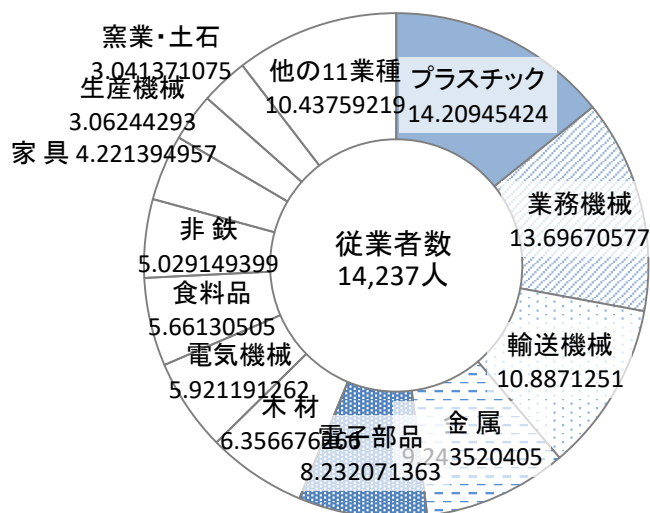 窯業・土石
3.041371075
生産機械
3.06244293
家 具 4.221394957
非 鉄
5.029149399
食料品
5.66130505
電気機械
5.921191262
木 材
6.356676266
電子部品
8.232071363
金 属
9.243520405
輸送機械
10.8871251
業務機械
13.69670577
プラスチック
14.20945424
他の11業種
10.43759219
従業者数
14,237人